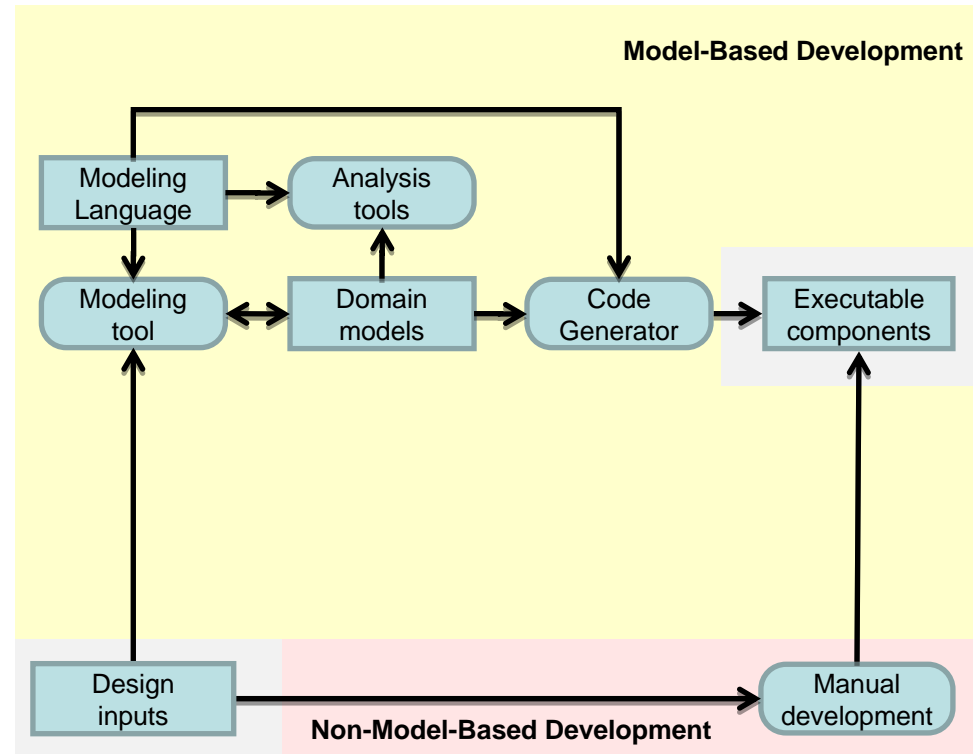 Model-Based Development
Modeling
Language
Analysis
tools
Modeling
tool
Domain
models
Code
Generator
Executable
components
Design
inputs
Manual
development
Non-Model-Based Development